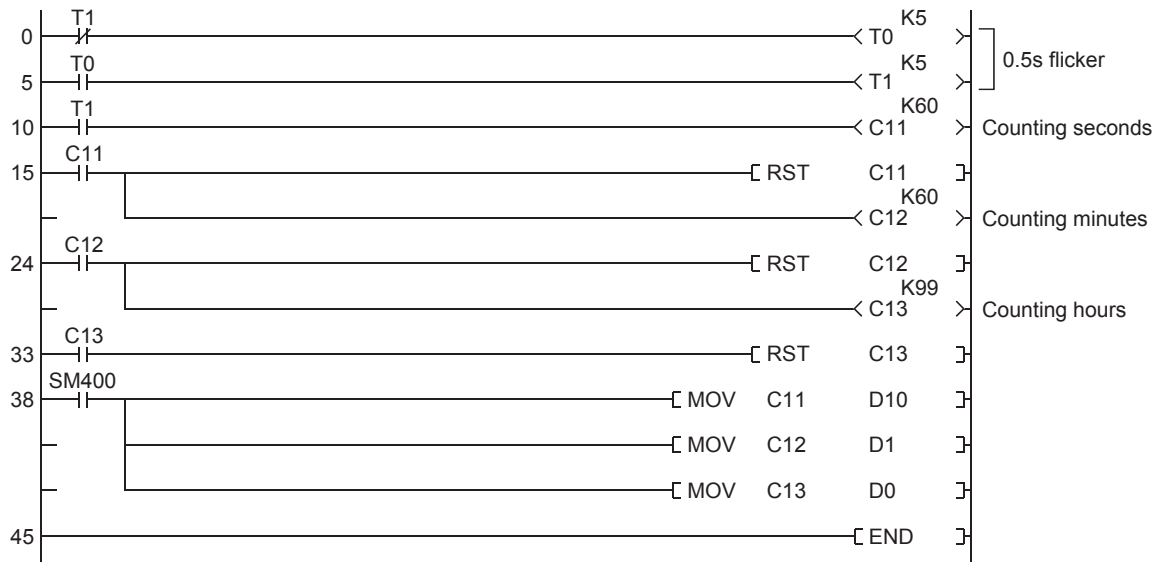 T1 K5
0 T0 0.5s flicker
T0 K5
5 T1
T1 K60
10 C11 Counting seconds
C11
15 RST C11
K60
C12 Counting minutes
C12
24 RST C12
K99
C13 Counting hours
C13
33 RST C13
SM400
38 MOV C11 D10
MOV C12 D1
MOV C13 D0
45 END